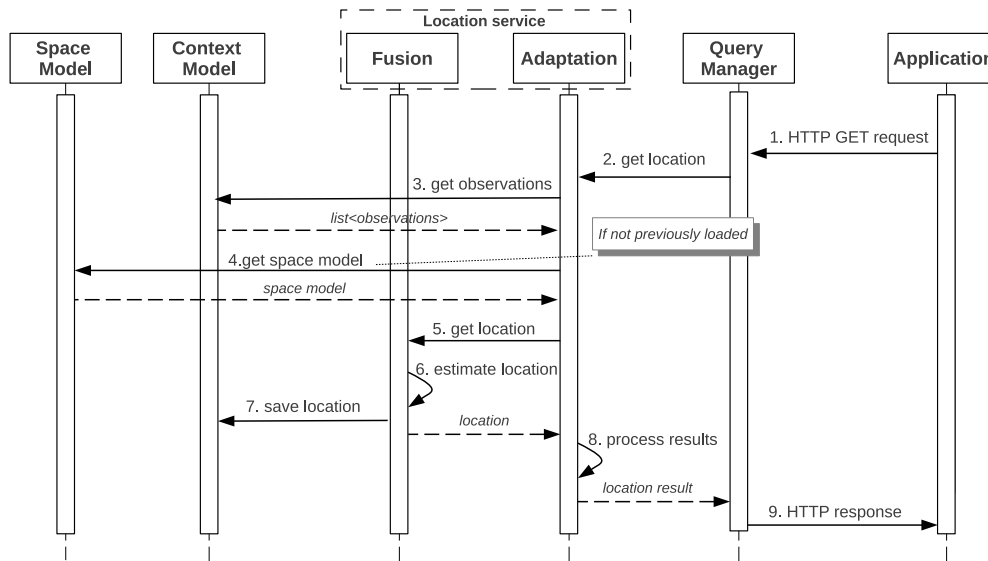 Location service
Space
Model
Context
Model
Fusion
Adaptation
Query
Manager
Application
1. HTTP GET request
2. get location
3. get observations
list<observations>
If not previously loaded
4.get space model
space model
5. get location
6. estimate location
7. save location
location
8. process results
location result
9. HTTP response